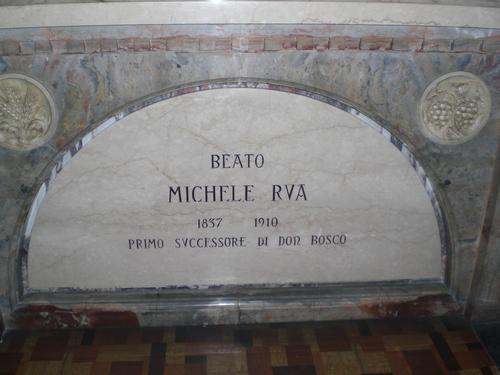 BEATO
MICHELE RVA
1837 1910
PRIMO SVCCESSORE DI DON BOSCO